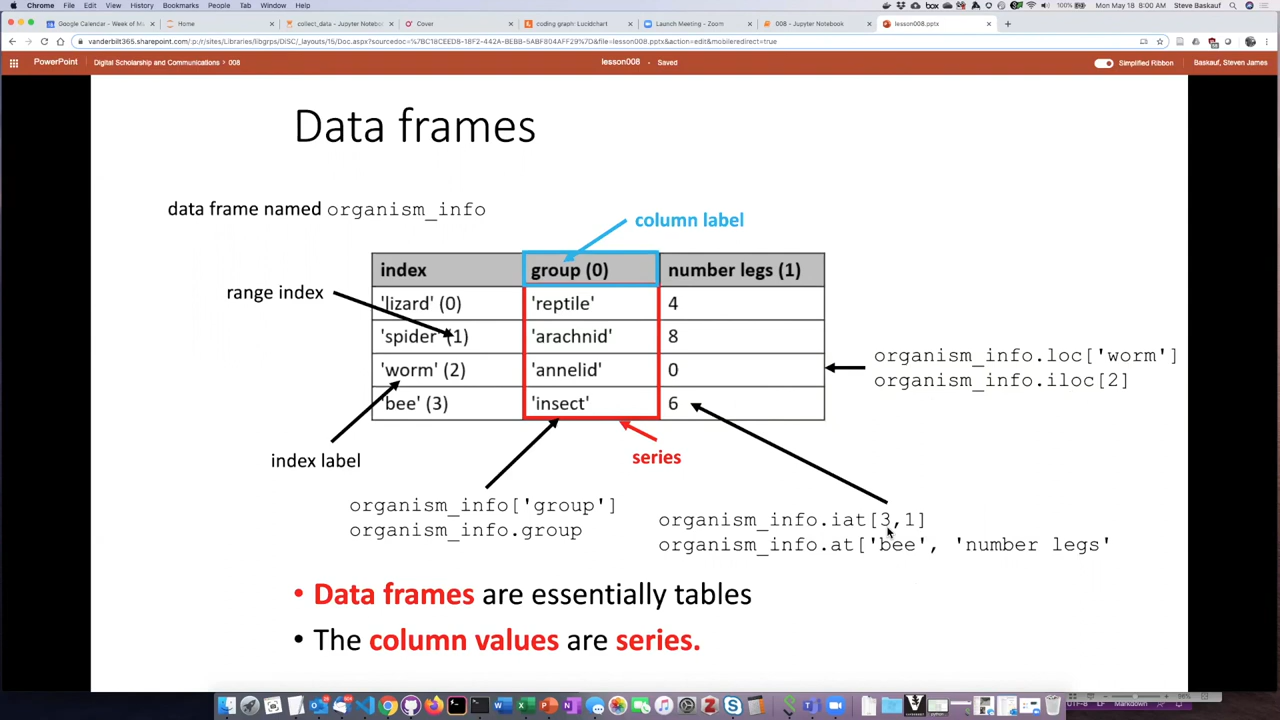 Chrome File Edit View History Bookmarks People Tab Window Help
100% Mon May 18 8:00 AM Steve Baskauf
Google Calendar - Week of M
Home
collect_data - Jupyter Notebo
Cover
coding graph: Lucidchart
Launch Meeting - Zoom
008 - Jupyter Notebook
lesson008.pptx
vanderbilt365.sharepoint.com/:p:/r/sites/Libraries/libgrps/DiSC/_layouts/15/Doc.aspx?sourcedoc=%7BC18CEED8-18F2-442A-BEBB-5ABF804AFF29%7D&file=lesson008.pptx&action=edit&mobileredirect=true
PowerPoint Digital Scholarship and Communications > 008
lesson008 - Saved
Simplified Ribbon Baskauf, Steven James
Data frames
data frame named organism_info
column label
index group (0) number legs (1)
range index
'lizard' (0) 'reptile' 4
'spider' (1) 'arachnid' 8
'worm' (2) 'annelid' 0
'bee' (3) 'insect' 6
organism_info.loc['worm']
organism_info.iloc[2]
index label
series
organism_info['group']
organism_info.group
organism_info.iat[3,1]
organism_info.at['bee', 'number legs'
• Data frames are essentially tables
• The column values are series.
96%
UTF-8 LF Markdown